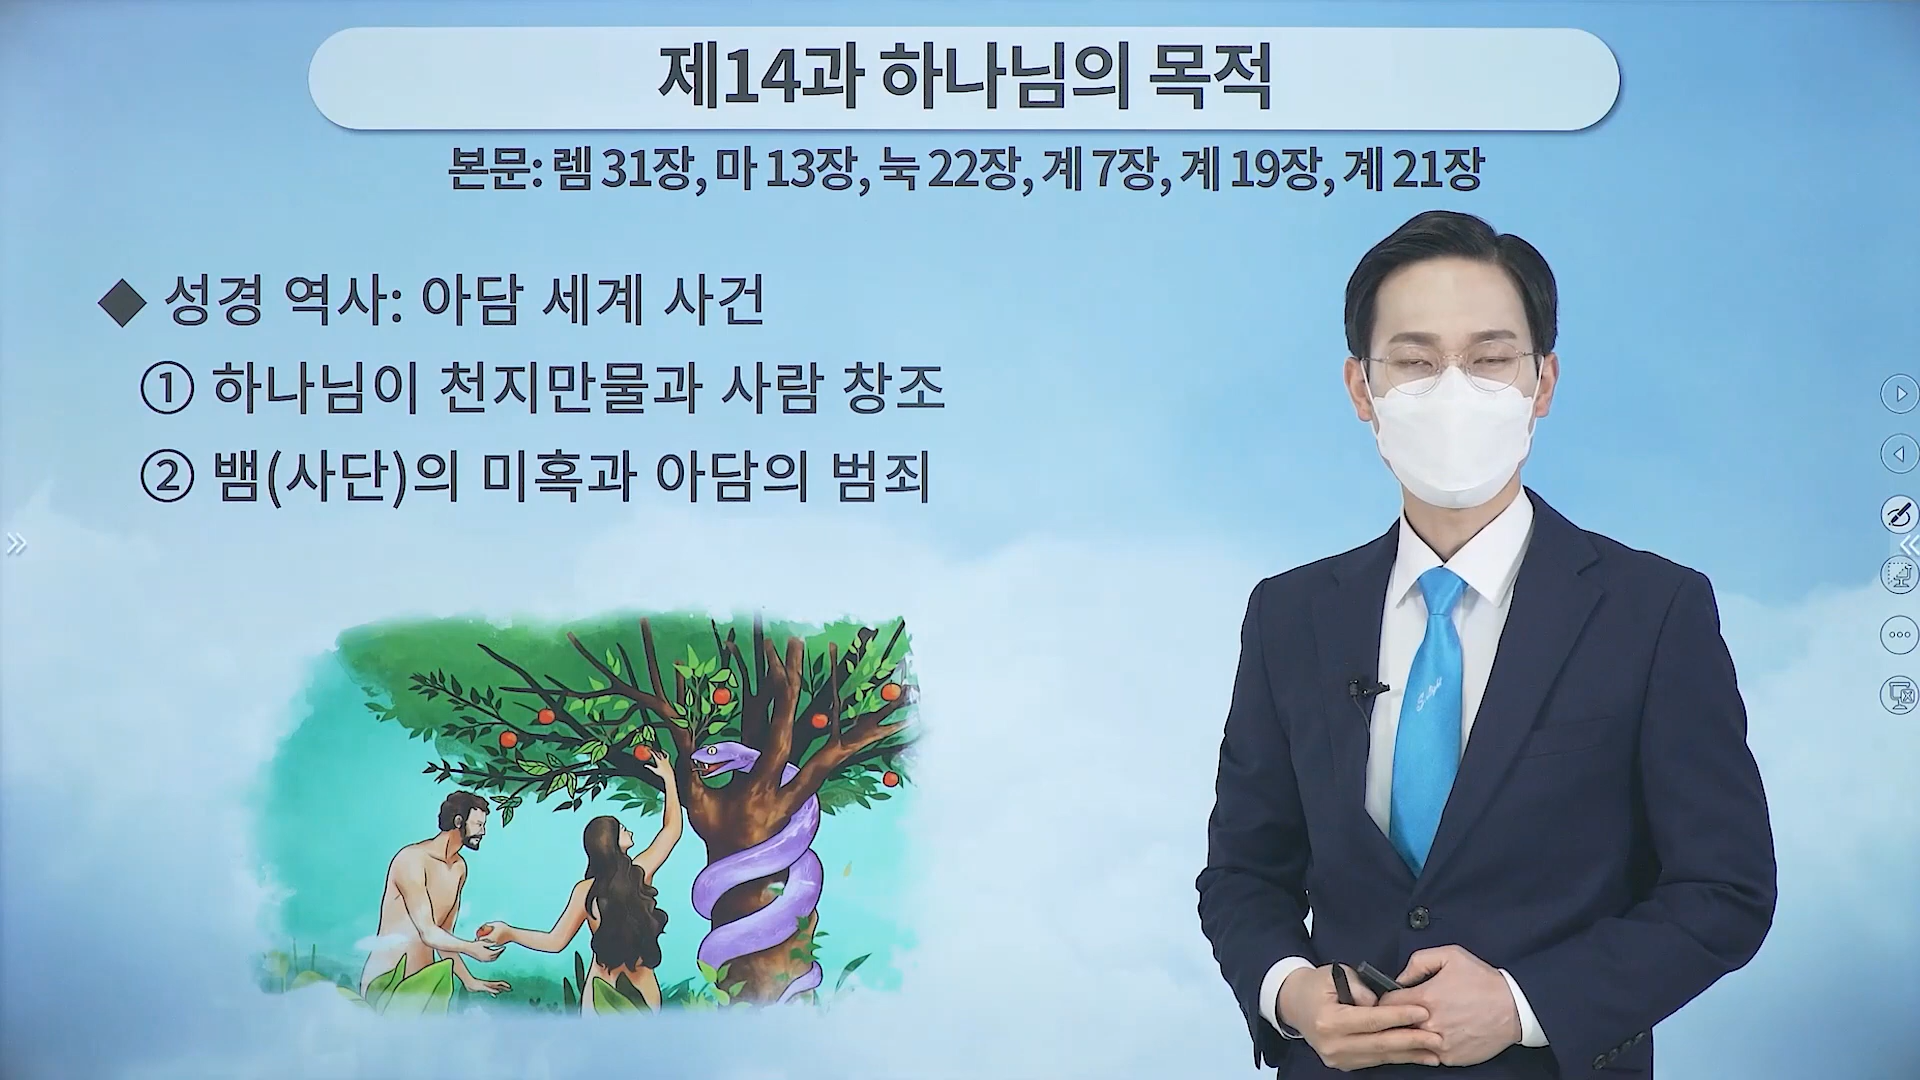 제14과 하나님의 목적
본문: 렘 31장, 마 13장, 눅 22장, 계 7장, 계 19장, 계 21장
◆ 성경 역사: 아담 세계 사건
① 하나님이 천지만물과 사람 창조
② 뱀(사단)의 미혹과 아담의 범죄